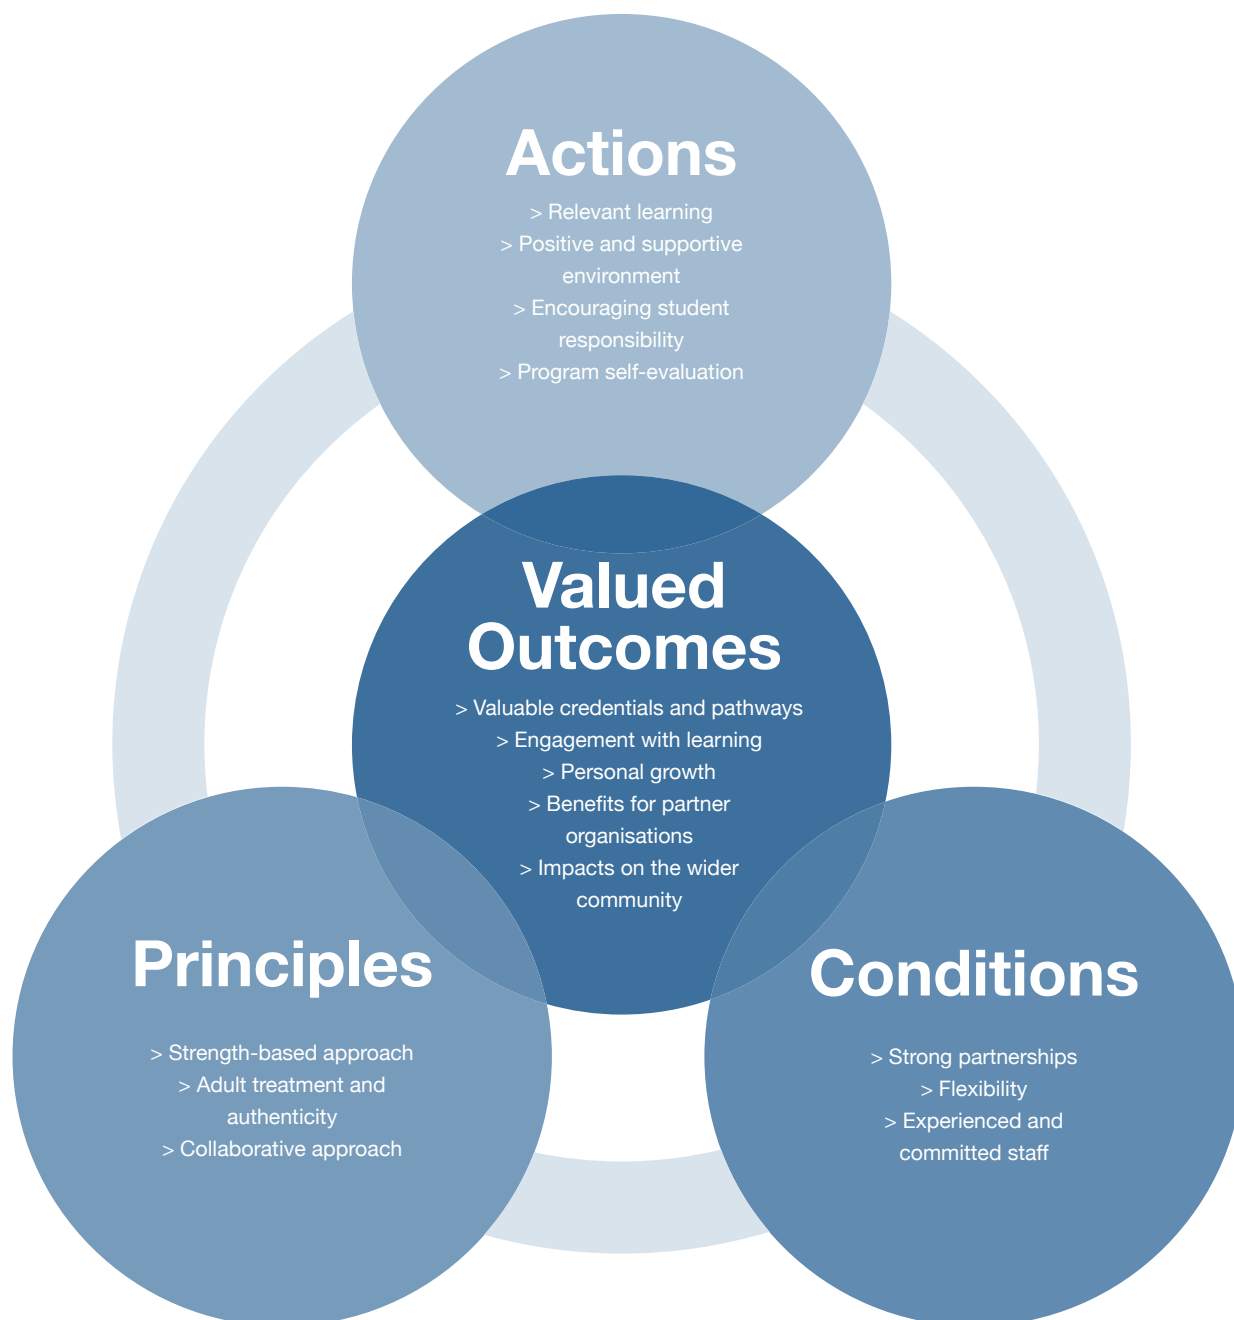 Actions
> Relevant learning
> Positive and supportive
environment
> Encouraging student
responsibility
> Program self-evaluation
Valued
Outcomes
> Valuable credentials and pathways
> Engagement with learning
> Personal growth
> Benefits for partner
organisations
> Impacts on the wider
community
Principles
> Strength-based approach
> Adult treatment and
authenticity
> Collaborative approach
Conditions
> Strong partnerships
> Flexibility
> Experienced and
committed staff